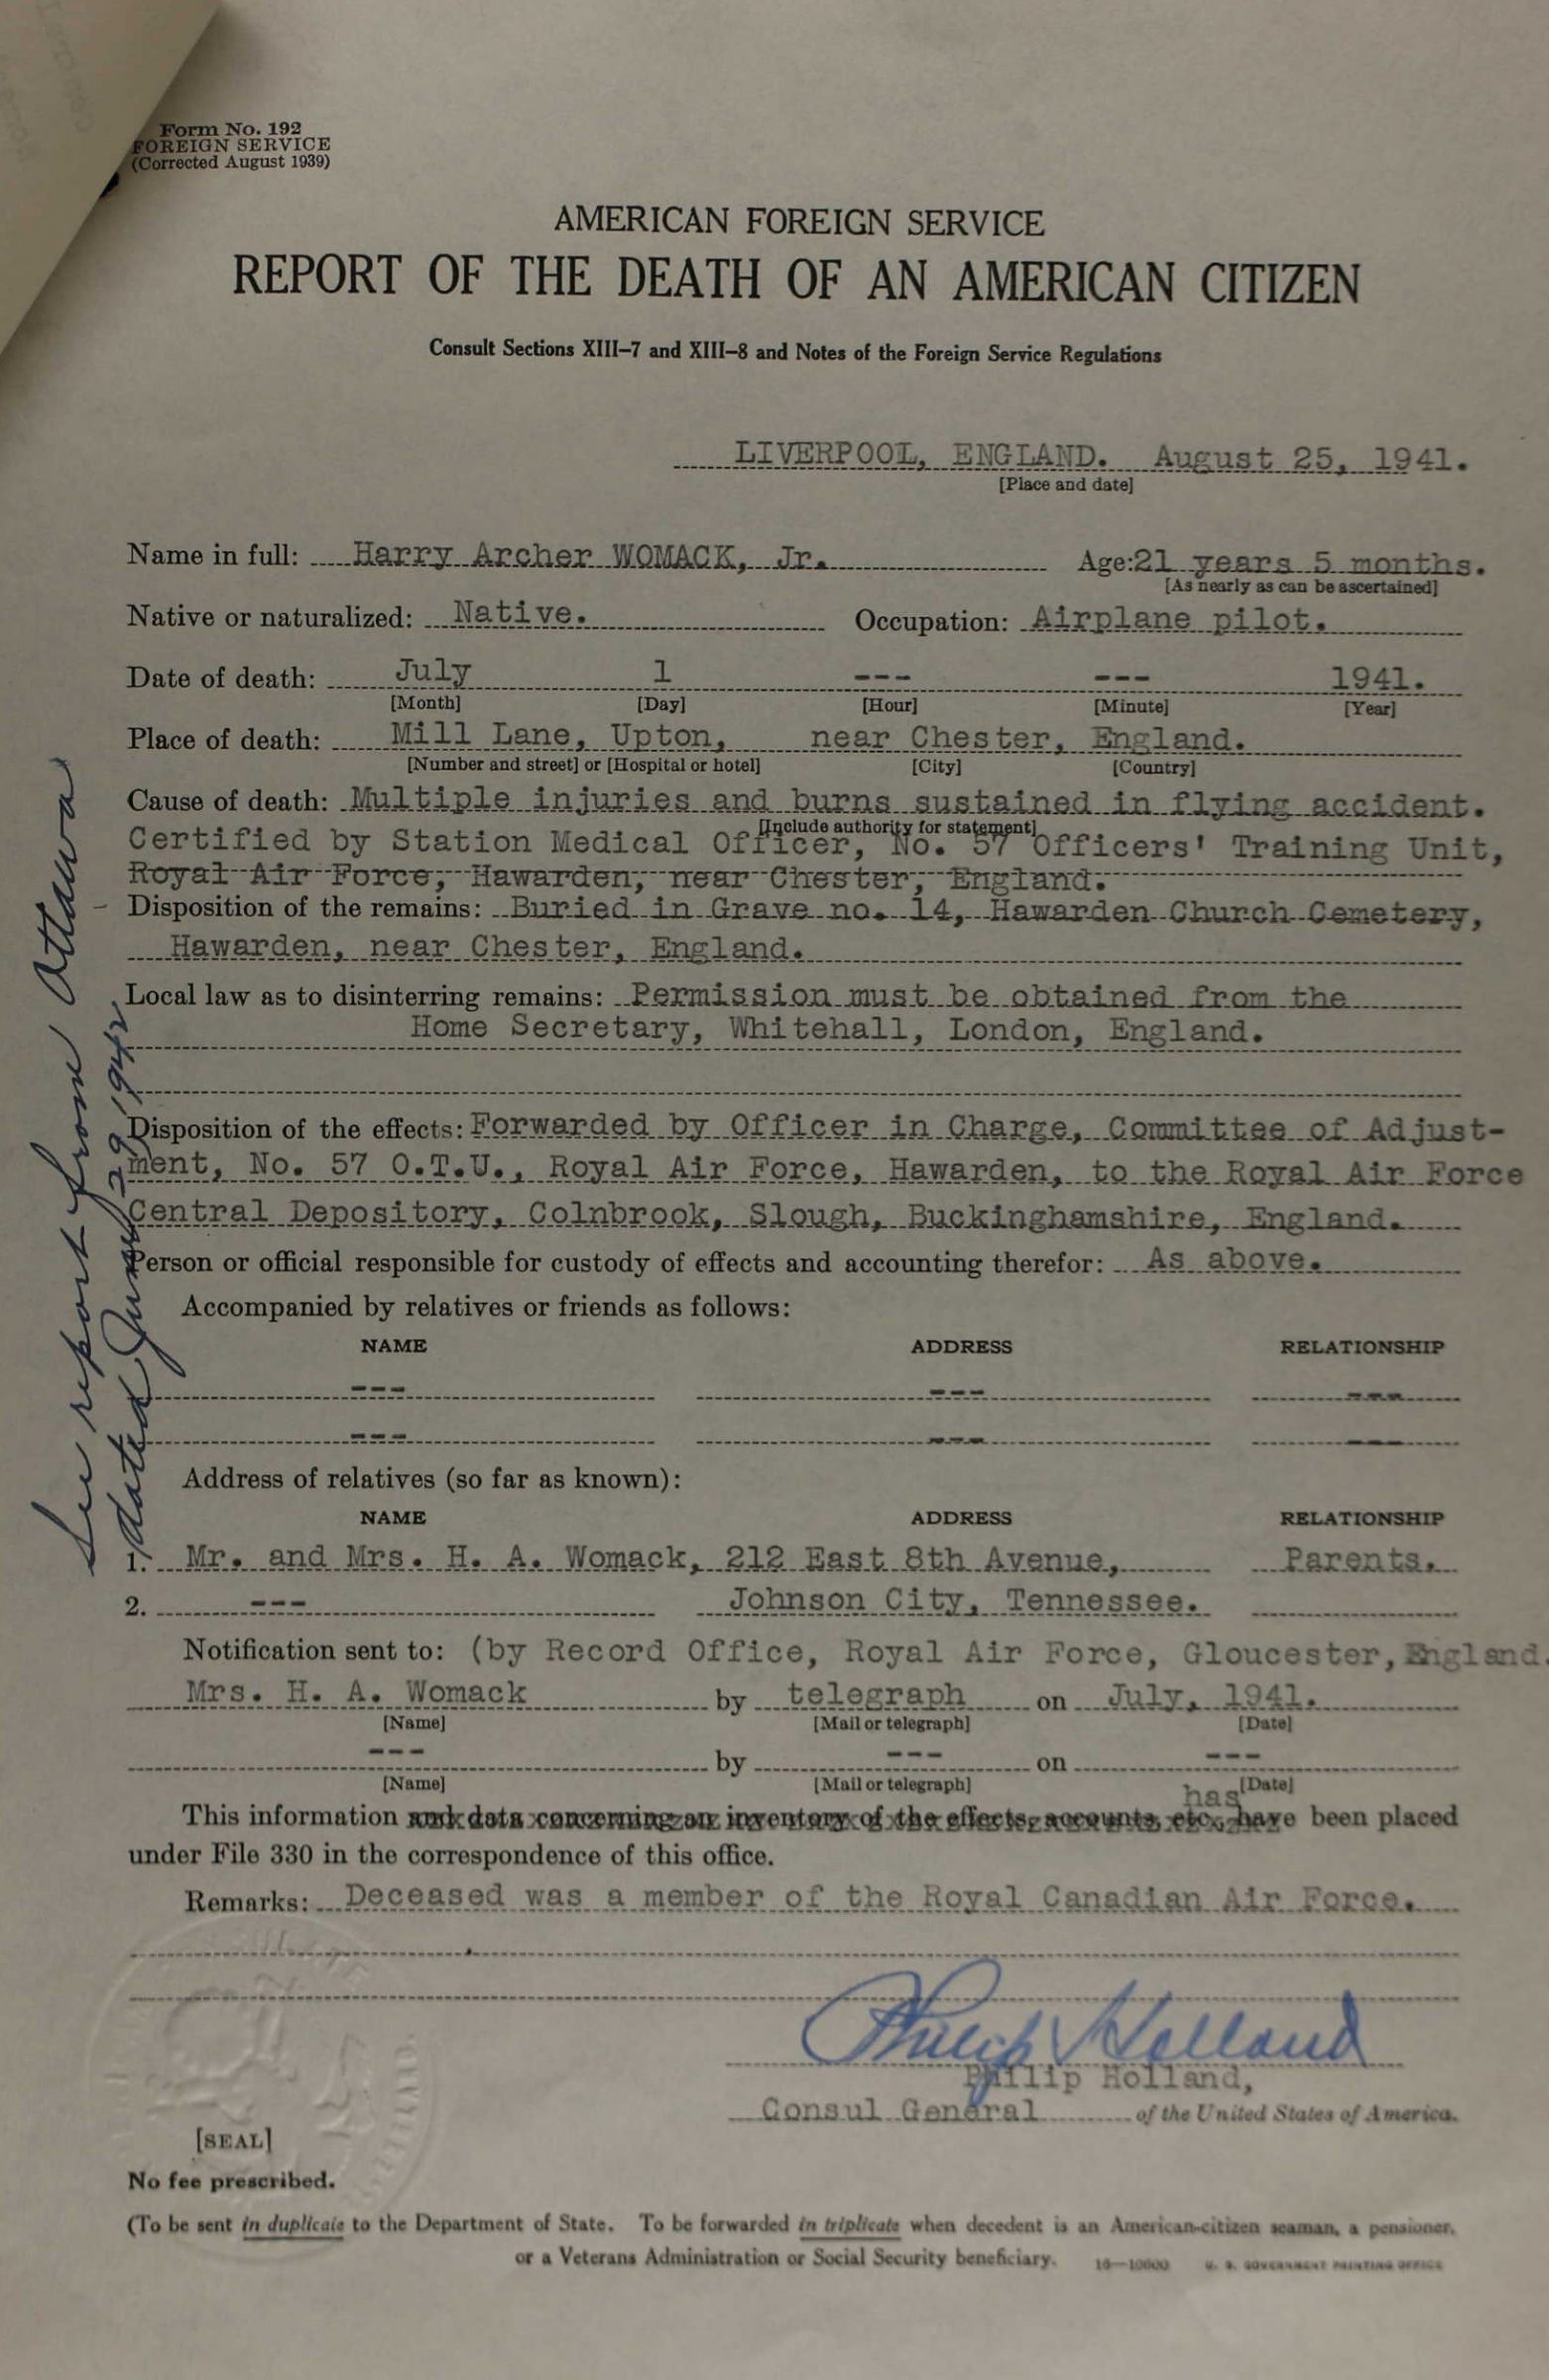 Form No. 192
FOREIGN SERVICE
(Corrected August 1939)
AMERICAN FOREIGN SERVICE
REPORT OF THE DEATH OF AN AMERICAN CITIZEN
Consult Sections XIII–7 and XIII–8 and Notes of the Foreign Service Regulations
LIVERPOOL, ENGLAND. August 25, 1941.
[Place and date]
Name in full: Harry Archer WOMACK, Jr. Age: 21 years 5 months.
[As nearly as can be ascertained]
Native or naturalized: Native. Occupation: Airplane pilot.
Date of death: July 1 --- --- 1941.
[Month] [Day] [Hour] [Minute] [Year]
Place of death: Mill Lane, Upton, near Chester, England.
[Number and street] or [Hospital or hotel] [City] [Country]
Cause of death: Multiple injuries and burns sustained in flying accident.
[Include authority for statement]
Certified by Station Medical Officer, No. 57 Officers' Training Unit,
Royal Air Force, Hawarden, near Chester, England.
Disposition of the remains: Buried in Grave no. 14, Hawarden Church Cemetery,
Hawarden, near Chester, England.
Local law as to disinterring remains: Permission must be obtained from the
Home Secretary, Whitehall, London, England.
Disposition of the effects: Forwarded by Officer in Charge, Committee of Adjust-
ment, No. 57 O.T.U., Royal Air Force, Hawarden, to the Royal Air Force
Central Depository, Colnbrook, Slough, Buckinghamshire, England.
Person or official responsible for custody of effects and accounting therefor: As above.
Accompanied by relatives or friends as follows:
NAME ADDRESS RELATIONSHIP
--- --- ---
--- --- ---
Address of relatives (so far as known):
NAME ADDRESS RELATIONSHIP
1. Mr. and Mrs. H. A. Womack, 212 East 8th Avenue, Parents.
2. --- Johnson City, Tennessee.
Notification sent to: (by Record Office, Royal Air Force, Gloucester, England.
Mrs. H. A. Womack by telegraph on July, 1941.
[Name] [Mail or telegraph] [Date]
--- by --- on ---
[Name] [Mail or telegraph] [Date]
has
This information and data concerning an inventory of the effects, accounts, etc., have been placed
under File 330 in the correspondence of this office.
Remarks: Deceased was a member of the Royal Canadian Air Force.
Philip Holland
Philip Holland,
Consul General of the United States of America.
[SEAL]
No fee prescribed.
(To be sent in duplicate to the Department of State. To be forwarded in triplicate when decedent is an American-citizen seaman, a pensioner,
or a Veterans Administration or Social Security beneficiary. 16—10600 U. S. GOVERNMENT PRINTING OFFICE
See report from Ottawa
dated June 29, 1942